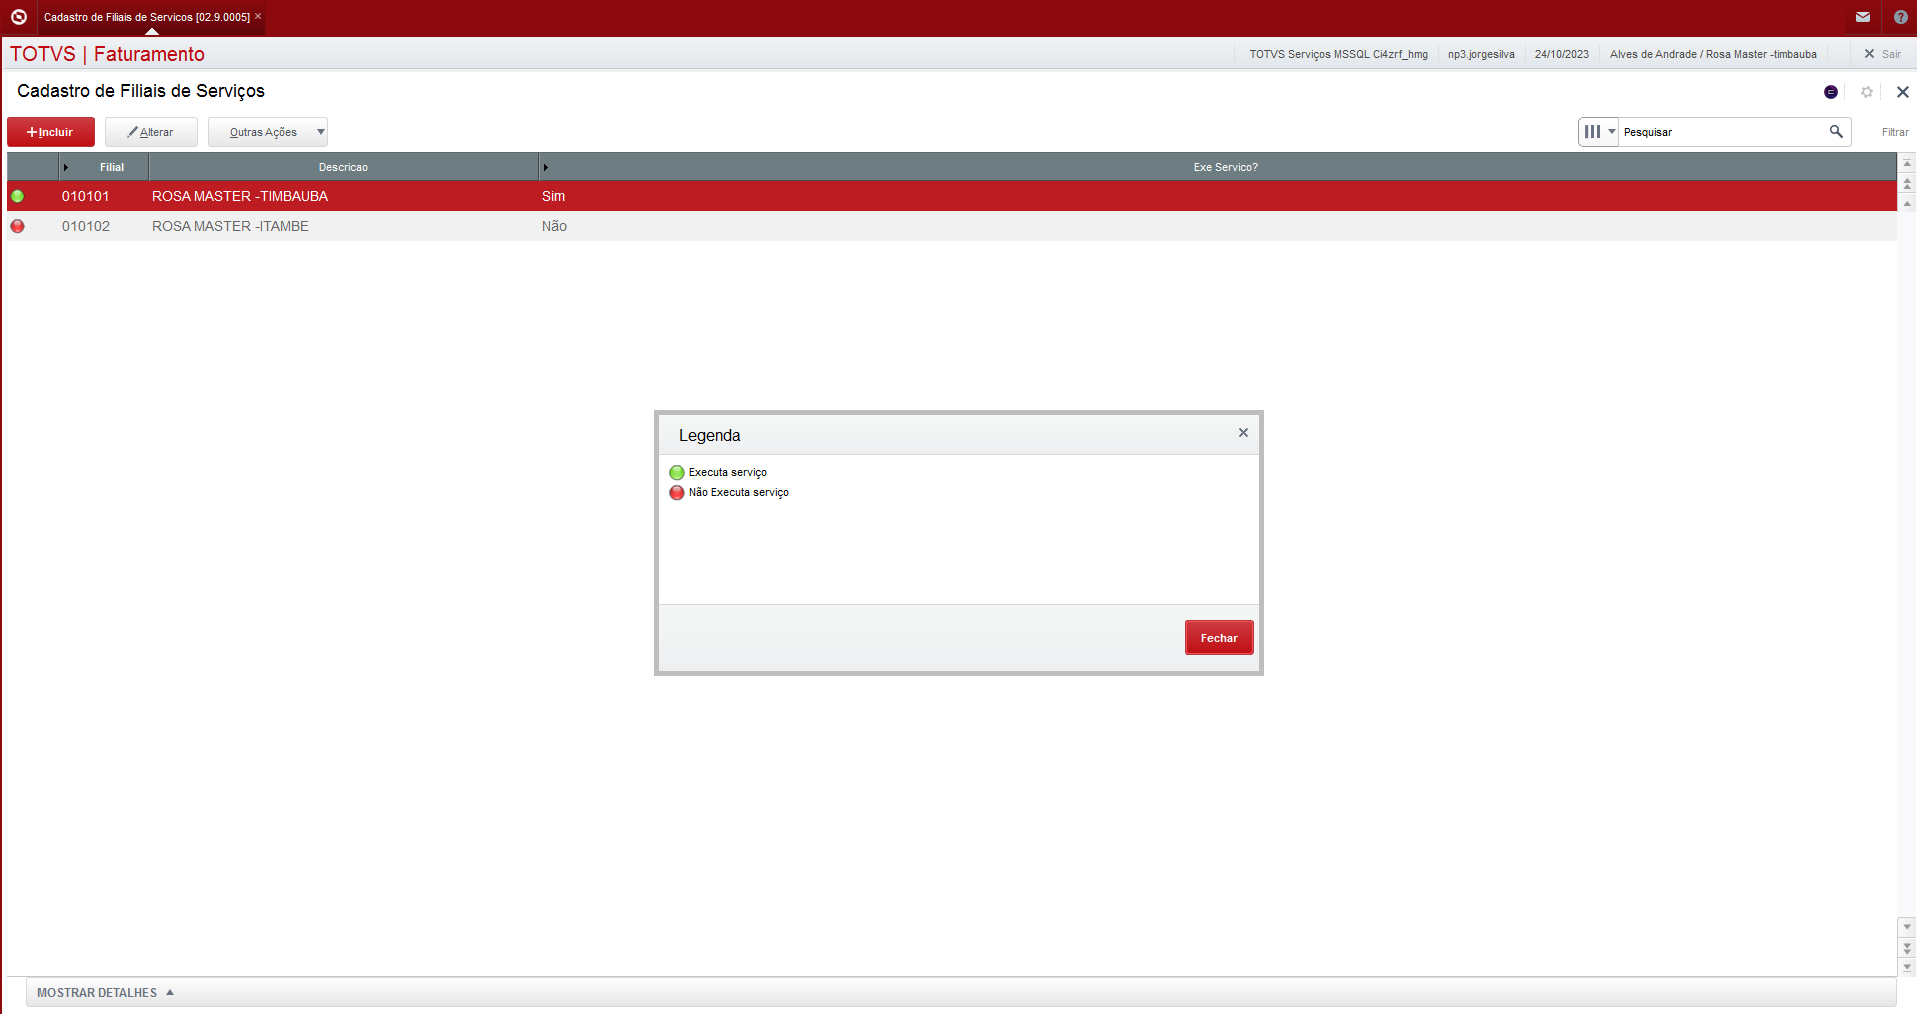 Cadastro de Filiais de Servicos [02.9.0005]
TOTVS | Faturamento
TOTVS Serviços MSSQL Ci4zrf_hmg
np3.jorgesilva
24/10/2023
Alves de Andrade / Rosa Master -timbauba
Sair
Cadastro de Filiais de Serviços
Incluir
Alterar
Outras Ações
Pesquisar
Filtrar
Filial Descricao Exe Servico?
010101 ROSA MASTER -TIMBAUBA Sim
010102 ROSA MASTER -ITAMBE Não
Legenda
Executa serviço
Não Executa serviço
Fechar
MOSTRAR DETALHES